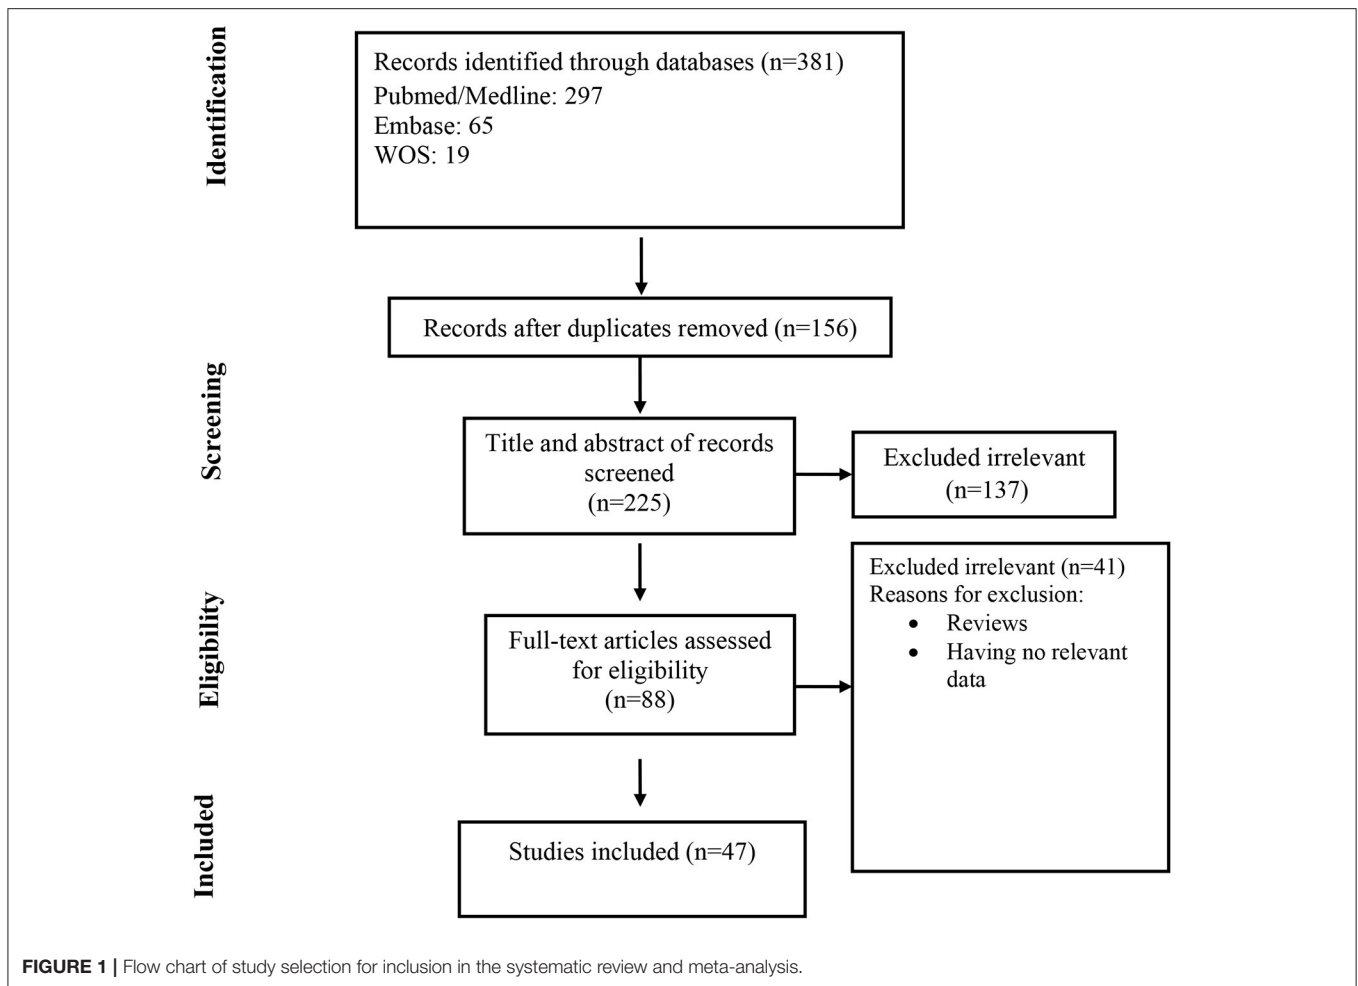 Identification
Records identified through databases (n=381)
Pubmed/Medline: 297
Embase: 65
WOS: 19
Records after duplicates removed (n=156)
Screening
Title and abstract of records
screened
(n=225)
Excluded irrelevant
(n=137)
Eligibility
Full-text articles assessed
for eligibility
(n=88)
Excluded irrelevant (n=41)
Reasons for exclusion:
• Reviews
• Having no relevant
data
Included
Studies included (n=47)
FIGURE 1 | Flow chart of study selection for inclusion in the systematic review and meta-analysis.